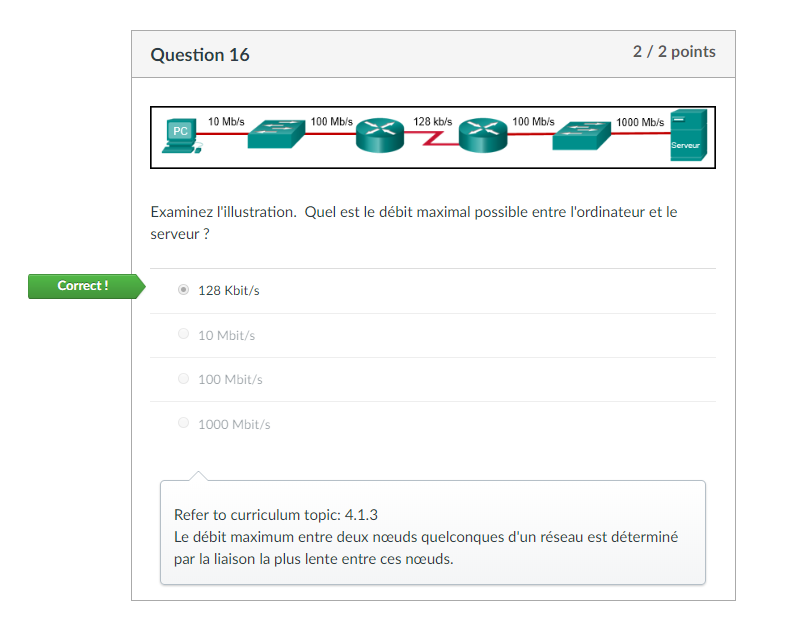 Question 16
2 / 2 points
PC
10 Mb/s
100 Mb/s
128 kb/s
100 Mb/s
1000 Mb/s
Serveur
Examinez l'illustration. Quel est le débit maximal possible entre l'ordinateur et le
serveur ?
Correct !
128 Kbit/s
10 Mbit/s
100 Mbit/s
1000 Mbit/s
Refer to curriculum topic: 4.1.3
Le débit maximum entre deux nœuds quelconques d'un réseau est déterminé
par la liaison la plus lente entre ces nœuds.